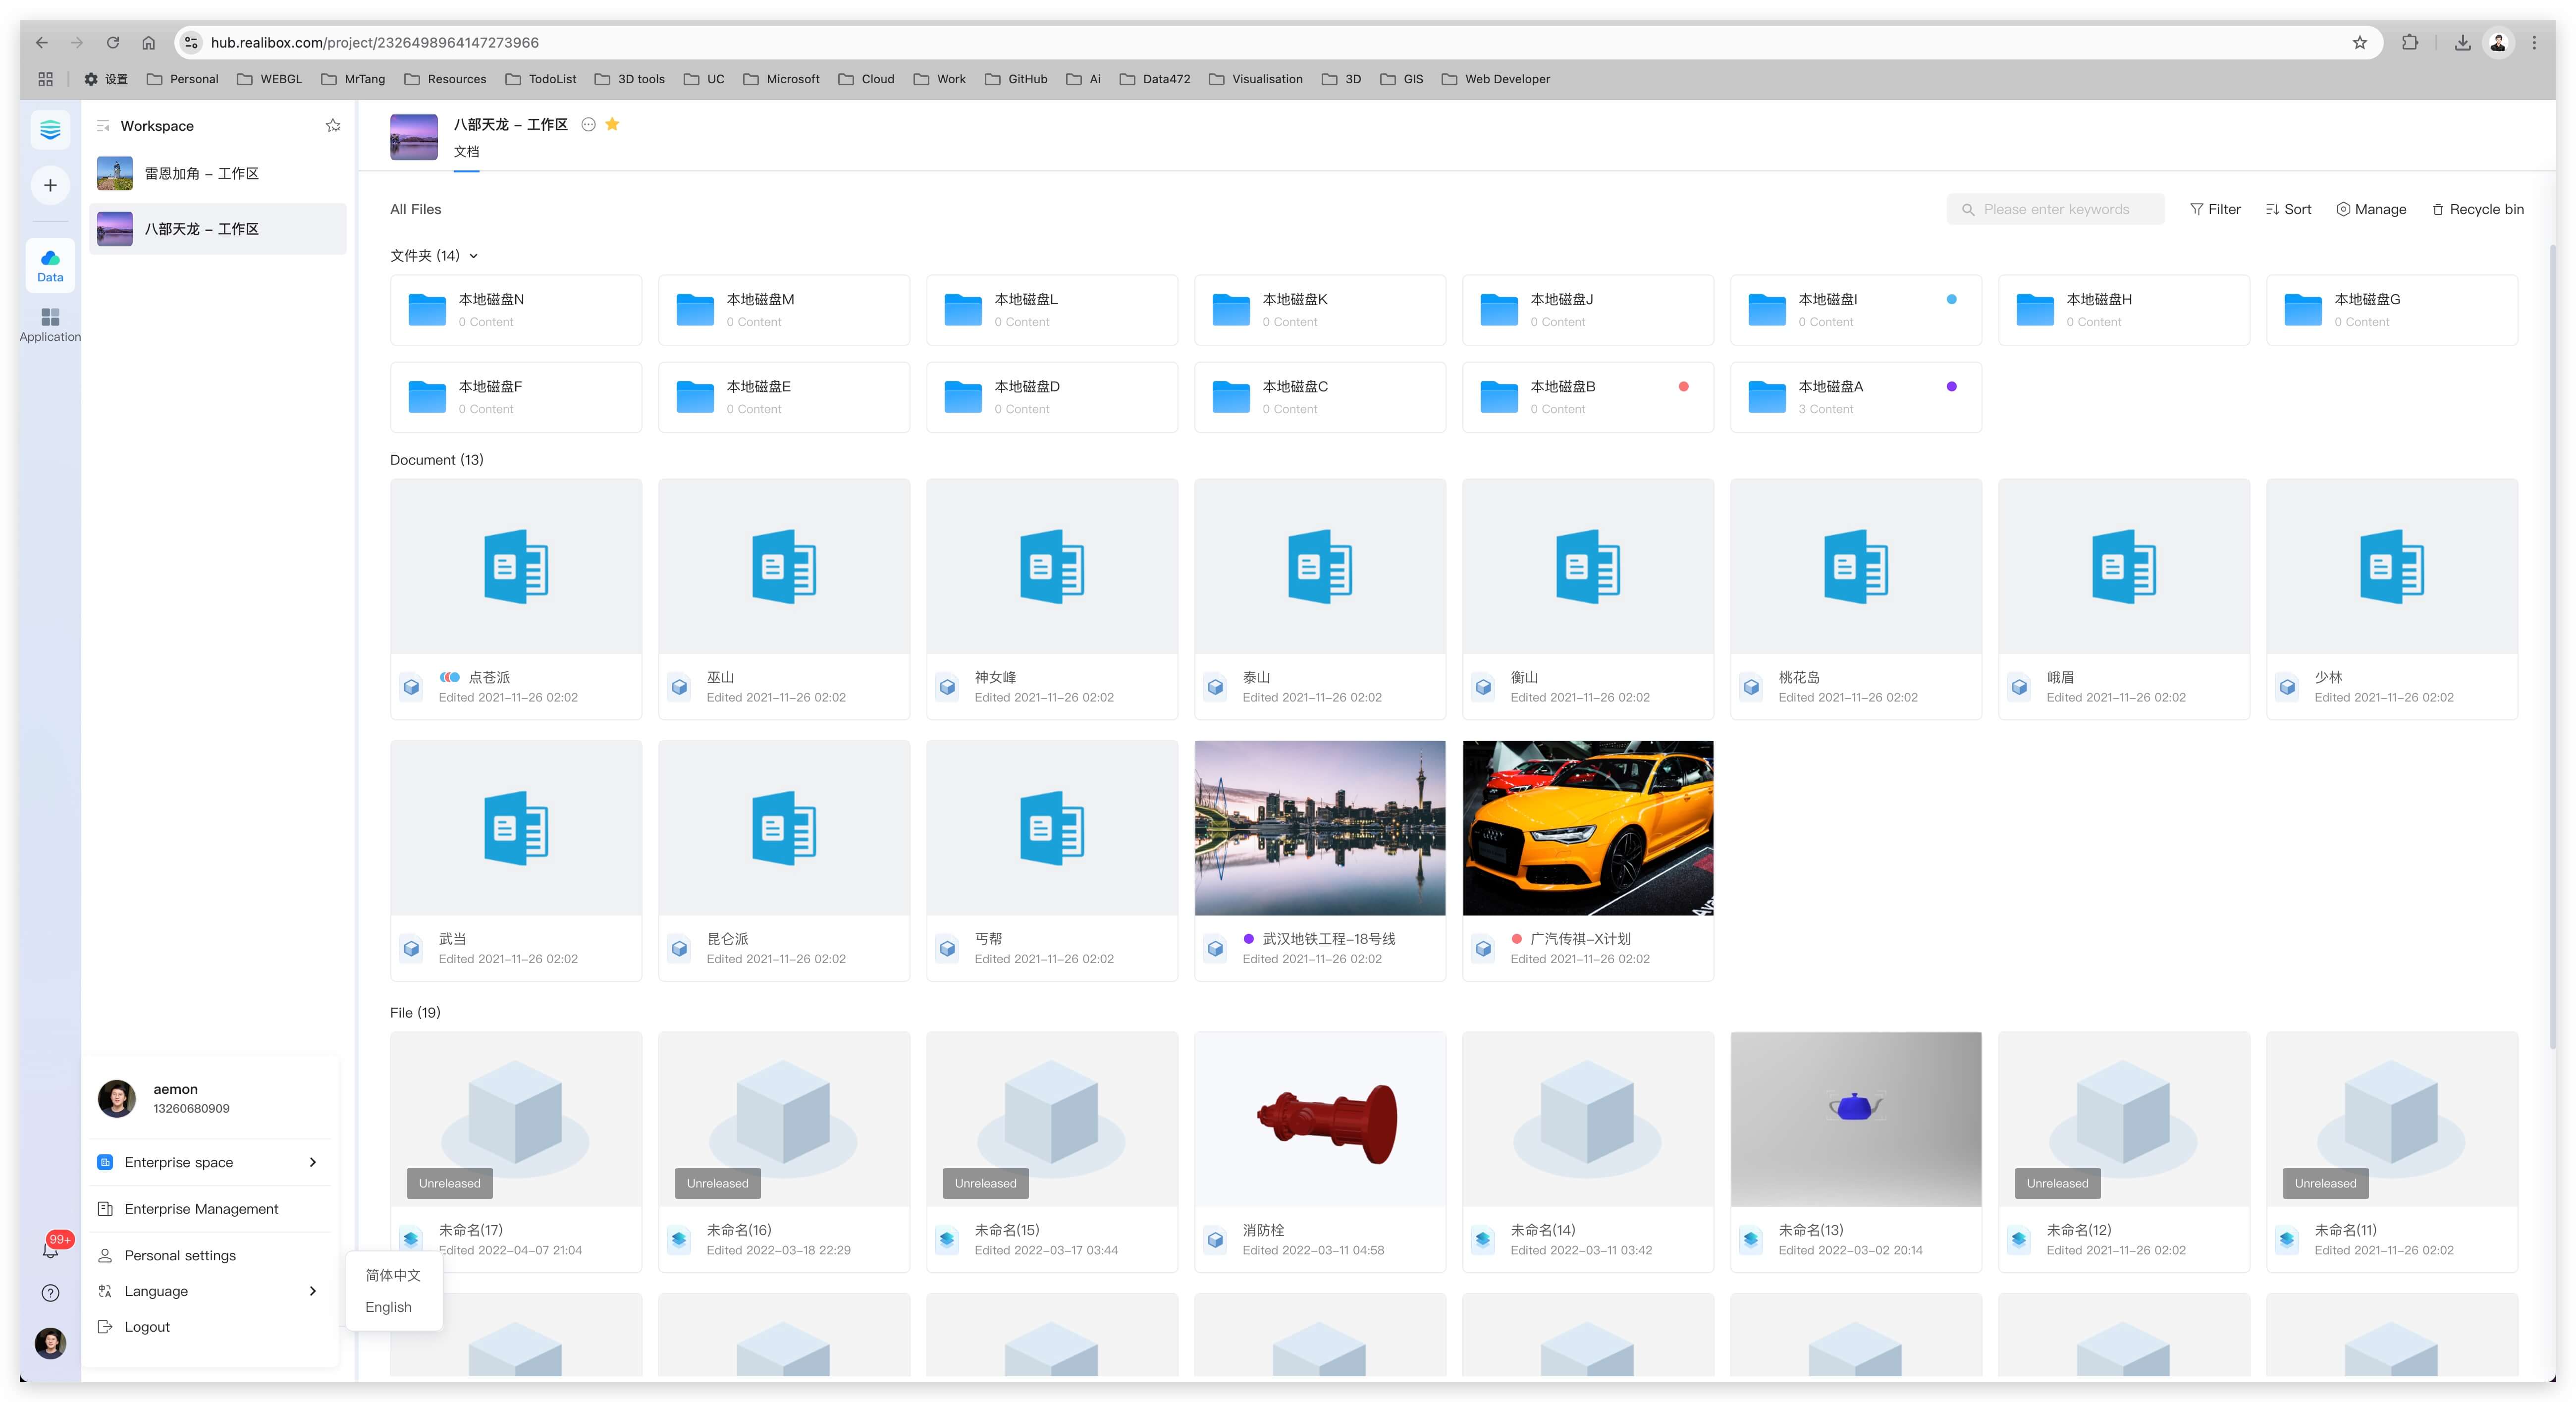 hub.realibox.com/project/2326498964147273966
设置 Personal WEBGL MrTang Resources TodoList 3D tools UC Microsoft Cloud Work GitHub Ai Data472 Visualisation 3D GIS Web Developer
Workspace
雷恩加角 – 工作区
八部天龙 – 工作区
Data
Application
八部天龙 – 工作区
文档
All Files
Please enter keywords
Filter
Sort
Manage
Recycle bin
文件夹 (14)
本地磁盘N
0 Content
本地磁盘M
0 Content
本地磁盘L
0 Content
本地磁盘K
0 Content
本地磁盘J
0 Content
本地磁盘I
0 Content
本地磁盘H
0 Content
本地磁盘G
0 Content
本地磁盘F
0 Content
本地磁盘E
0 Content
本地磁盘D
0 Content
本地磁盘C
0 Content
本地磁盘B
0 Content
本地磁盘A
3 Content
Document (13)
点苍派
Edited 2021-11-26 02:02
巫山
Edited 2021-11-26 02:02
神女峰
Edited 2021-11-26 02:02
泰山
Edited 2021-11-26 02:02
衡山
Edited 2021-11-26 02:02
桃花岛
Edited 2021-11-26 02:02
峨眉
Edited 2021-11-26 02:02
少林
Edited 2021-11-26 02:02
武当
Edited 2021-11-26 02:02
昆仑派
Edited 2021-11-26 02:02
丐帮
Edited 2021-11-26 02:02
武汉地铁工程-18号线
Edited 2021-11-26 02:02
广汽传祺-X计划
Edited 2021-11-26 02:02
File (19)
Unreleased
未命名(17)
Edited 2022-04-07 21:04
Unreleased
未命名(16)
Edited 2022-03-18 22:29
Unreleased
未命名(15)
Edited 2022-03-17 03:44
消防栓
Edited 2022-03-11 04:58
未命名(14)
Edited 2022-03-11 03:42
未命名(13)
Edited 2022-03-02 20:14
Unreleased
未命名(12)
Edited 2021-11-26 02:02
Unreleased
未命名(11)
Edited 2021-11-26 02:02
aemon
13260680909
Enterprise space
Enterprise Management
Personal settings
Language
Logout
简体中文
English
99+